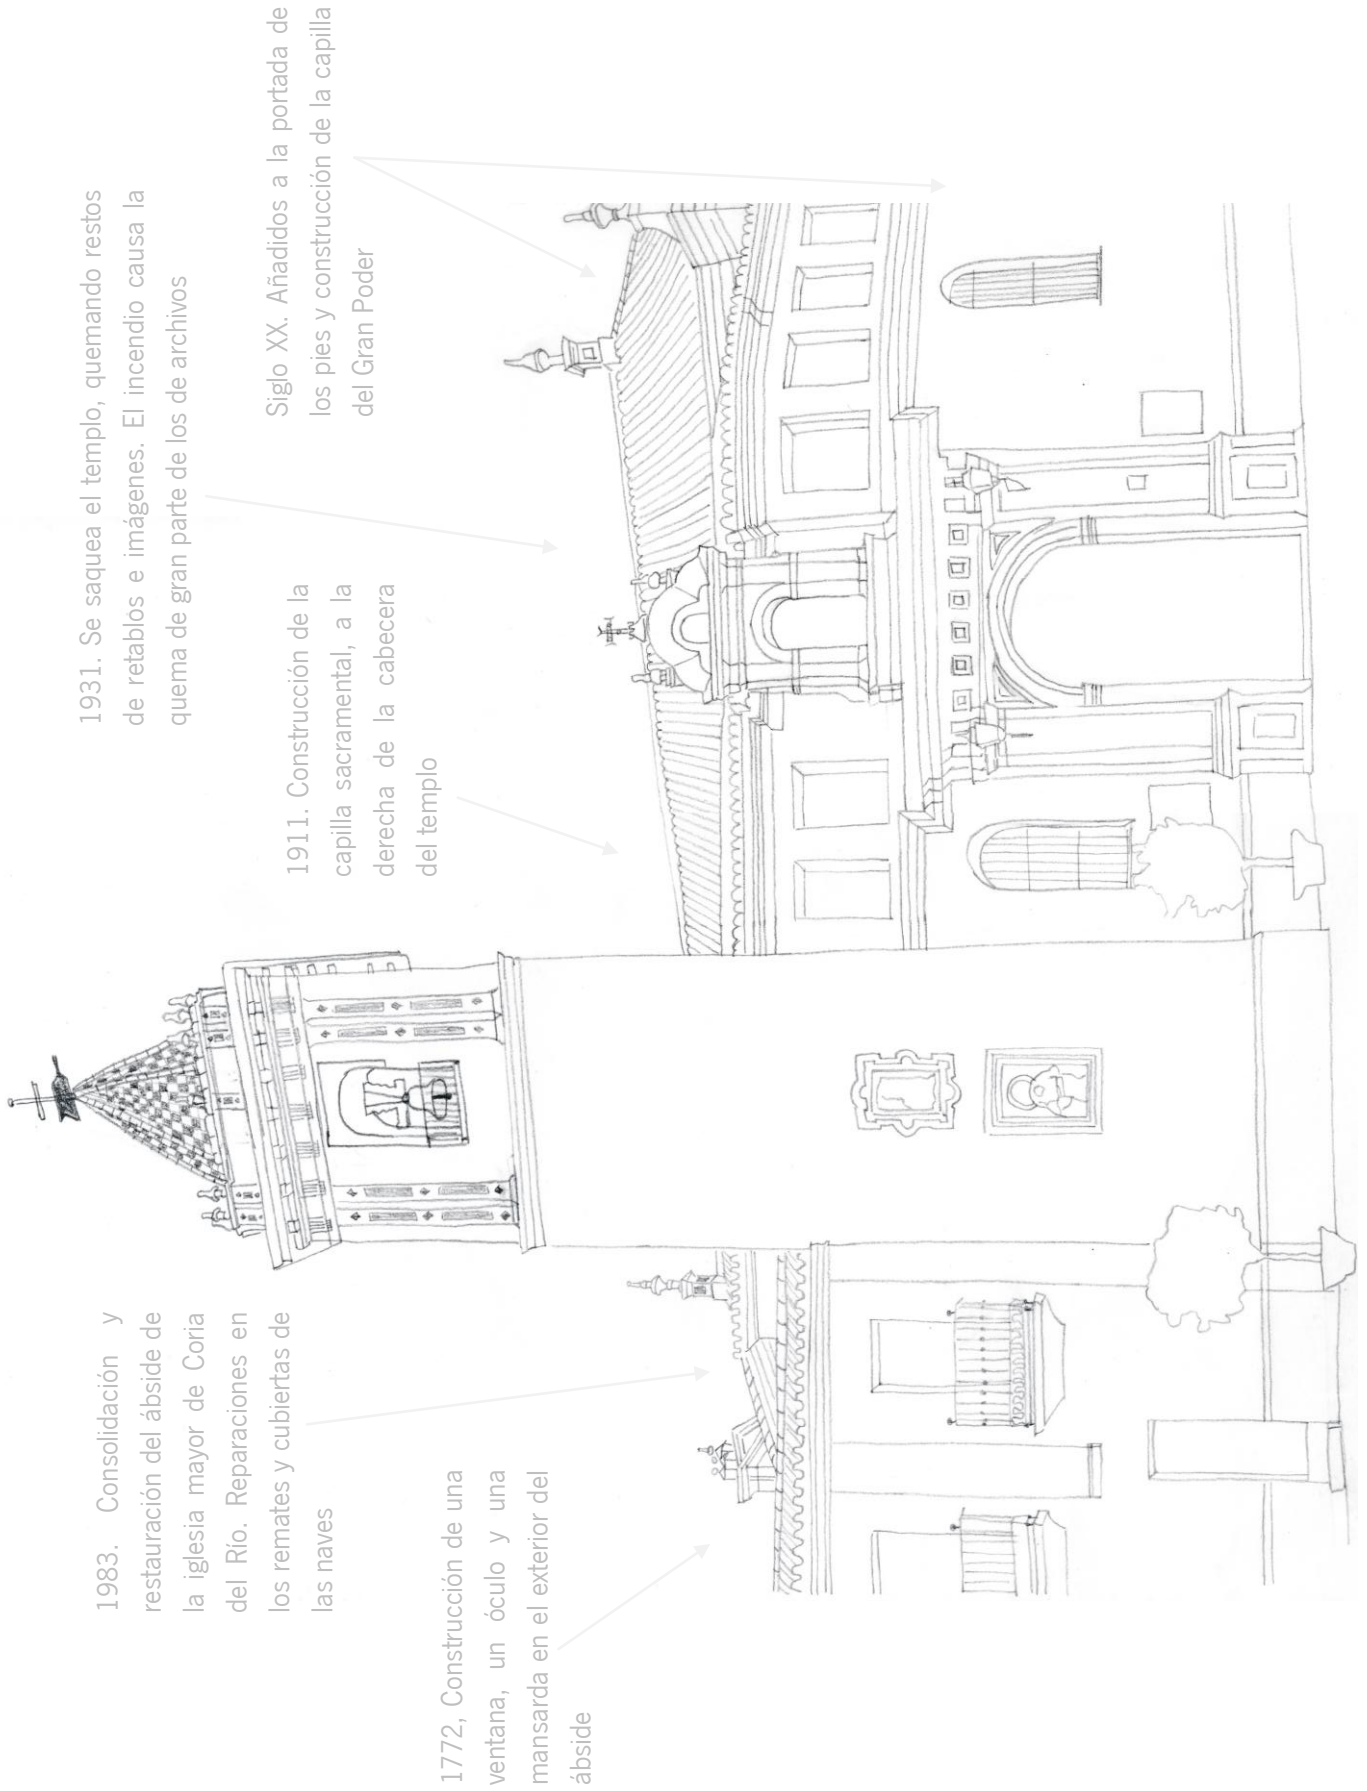 1772, Construcción de una
ventana, un óculo y una
mansarda en el exterior del
ábside
1983. Consolidación y
restauración del ábside de
la iglesia mayor de Coria
del Río. Reparaciones en
los remates y cubiertas de
las naves
1911. Construcción de la
capilla sacramental, a la
derecha de la cabecera
del templo
1931. Se saquea el templo, quemando restos
de retablos e imágenes. El incendio causa la
quema de gran parte de los de archivos
Siglo XX. Añadidos a la portada de
los pies y construcción de la capilla
del Gran Poder